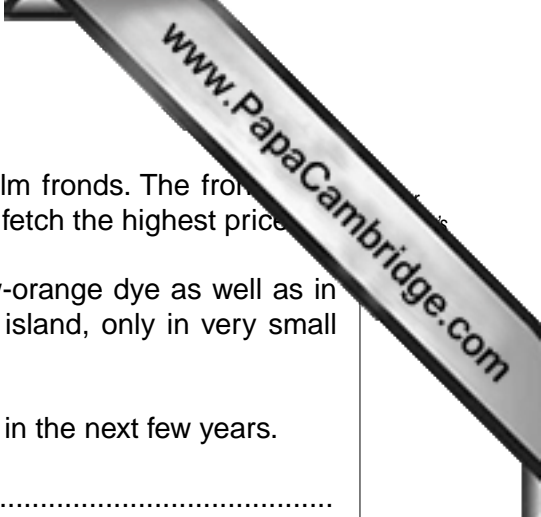 www.PapaCambridge.com
lm fronds. The
fetch the highest price
-orange dye as well as in
island, only in very small
in the next few years.